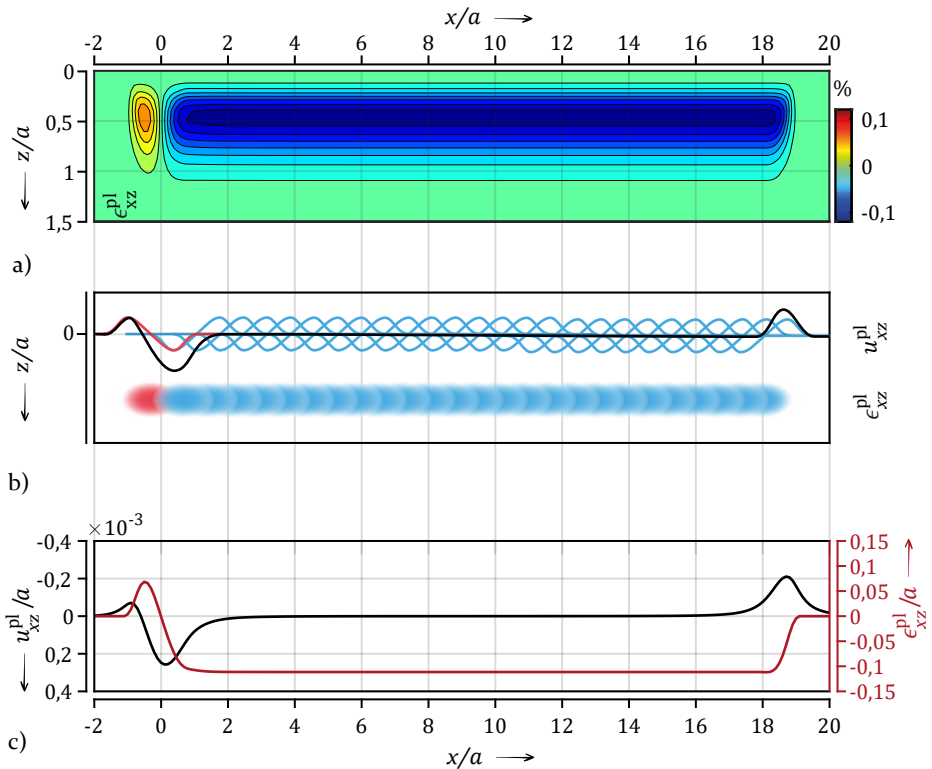 x/a →
-2 0 2 4 6 8 10 12 14 16 18 20
0
0,5
1
1,5
← z/a
ϵ^pl_xz
%
0,1
0
-0,1
a)
0
← z/a
u^pl_xz
ϵ^pl_xz
b)
×10^-3
-0,4
-0,2
0
0,2
0,4
← u^pl_xz/a
0,15
0,1
0,05
0
-0,05
-0,1
-0,15
ϵ^pl_xz/a →
-2 0 2 4 6 8 10 12 14 16 18 20
c)
x/a →